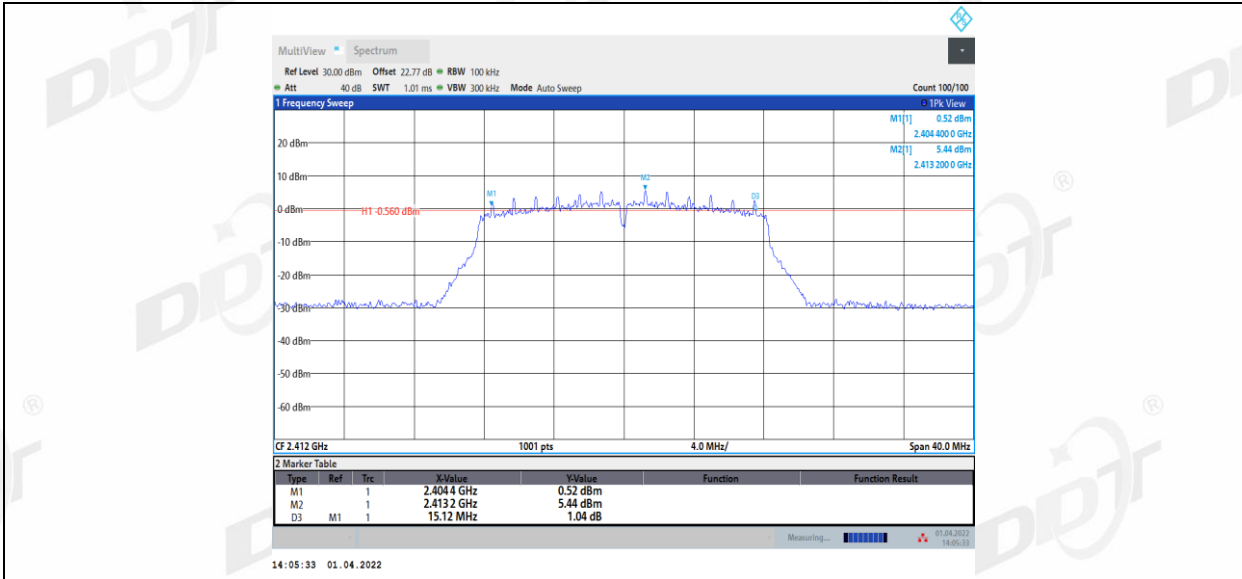 MultiView Spectrum
Ref Level 30.00 dBm Offset 22.77 dB RBW 100 kHz
Att 40 dB SWT 1.01 ms VBW 300 kHz Mode Auto Sweep Count 100/100
1 Frequency Sweep 1Pk View
M1[1] 0.52 dBm
2.404 400 0 GHz
20 dBm
M2[1] 5.44 dBm
2.413 200 0 GHz
10 dBm
M2
M1
D3
0 dBm
H1 -0.560 dBm
-10 dBm
-20 dBm
-30 dBm
-40 dBm
-50 dBm
-60 dBm
CF 2.412 GHz 1001 pts 4.0 MHz/ Span 40.0 MHz
2 Marker Table
Type Ref Trc X-Value Y-Value Function Function Result
M1 1 2.404 4 GHz 0.52 dBm
M2 1 2.413 2 GHz 5.44 dBm
D3 M1 1 15.12 MHz 1.04 dB
Measuring... 01.04.2022
14:05:33
14:05:33 01.04.2022
DDT
®